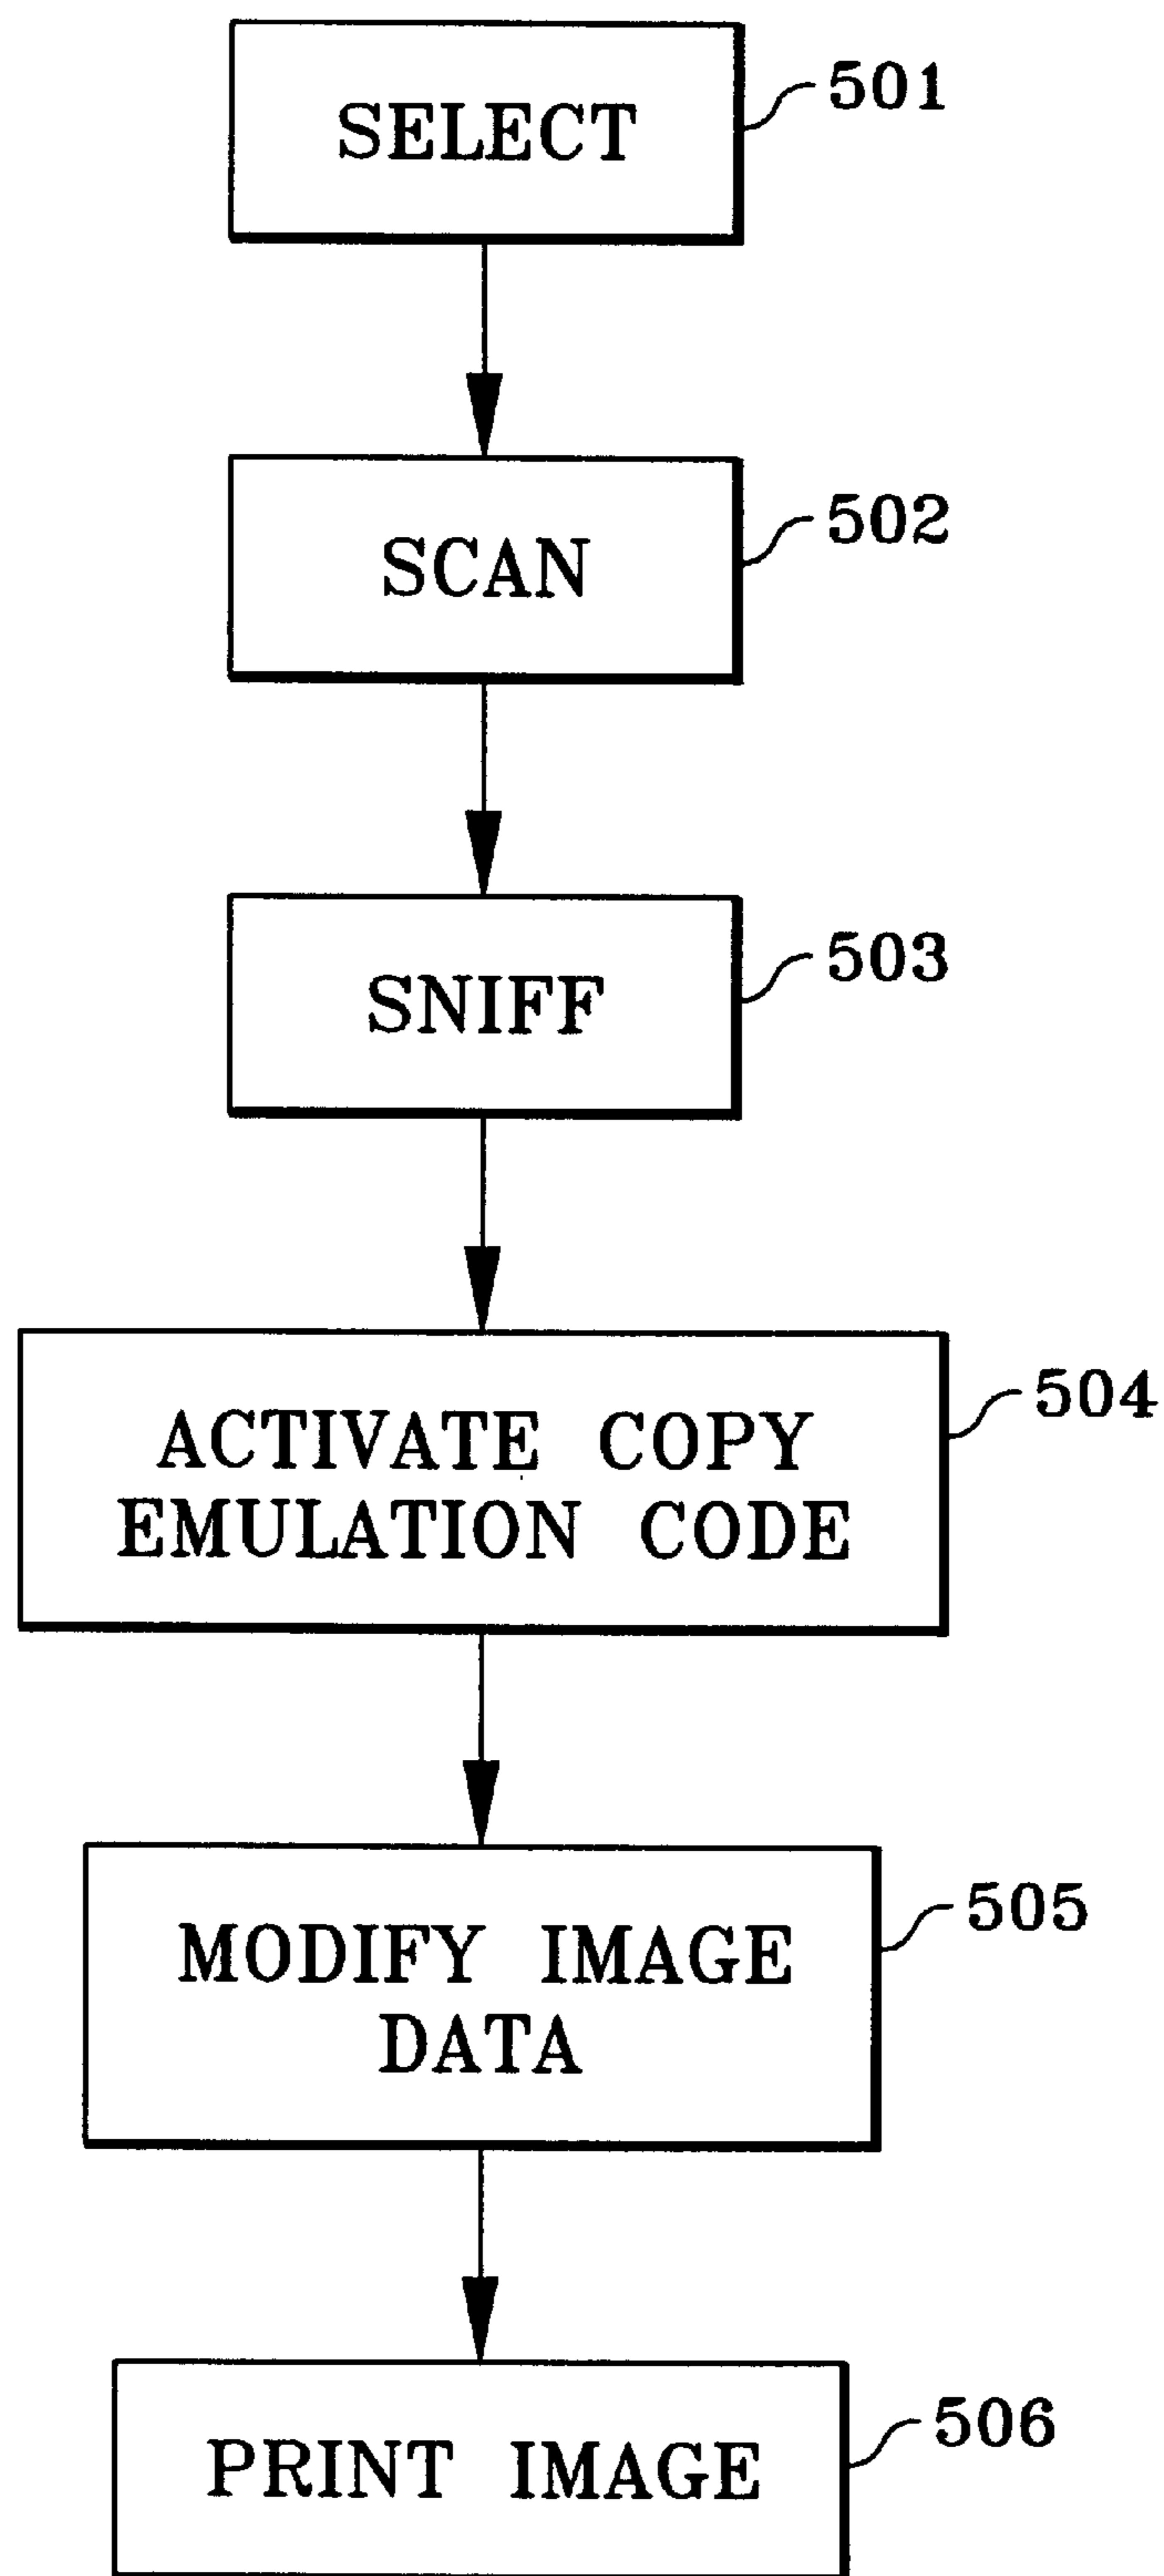 SELECT
501
SCAN
502
SNIFF
503
ACTIVATE COPY
EMULATION CODE
504
MODIFY IMAGE
DATA
505
PRINT IMAGE
506